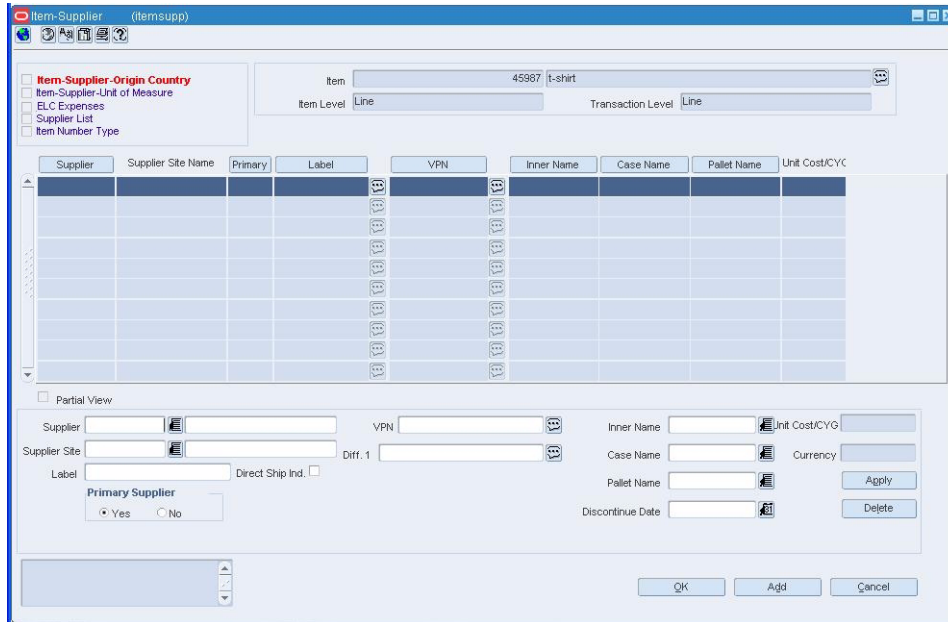 Item-Supplier (itemsupp)
Item-Supplier-Origin Country
Item-Supplier-Unit of Measure
ELC Expenses
Supplier List
Item Number Type
Item 45987 t-shirt
Item Level Line Transaction Level Line
Supplier Supplier Site Name Primary Label VPN Inner Name Case Name Pallet Name Unit Cost/CYG
Partial View
Supplier VPN Inner Name Unit Cost/CYG
Supplier Site Diff. 1 Case Name Currency
Label Direct Ship Ind. Pallet Name Apply
Primary Supplier
Yes No Discontinue Date Delete
OK Add Cancel